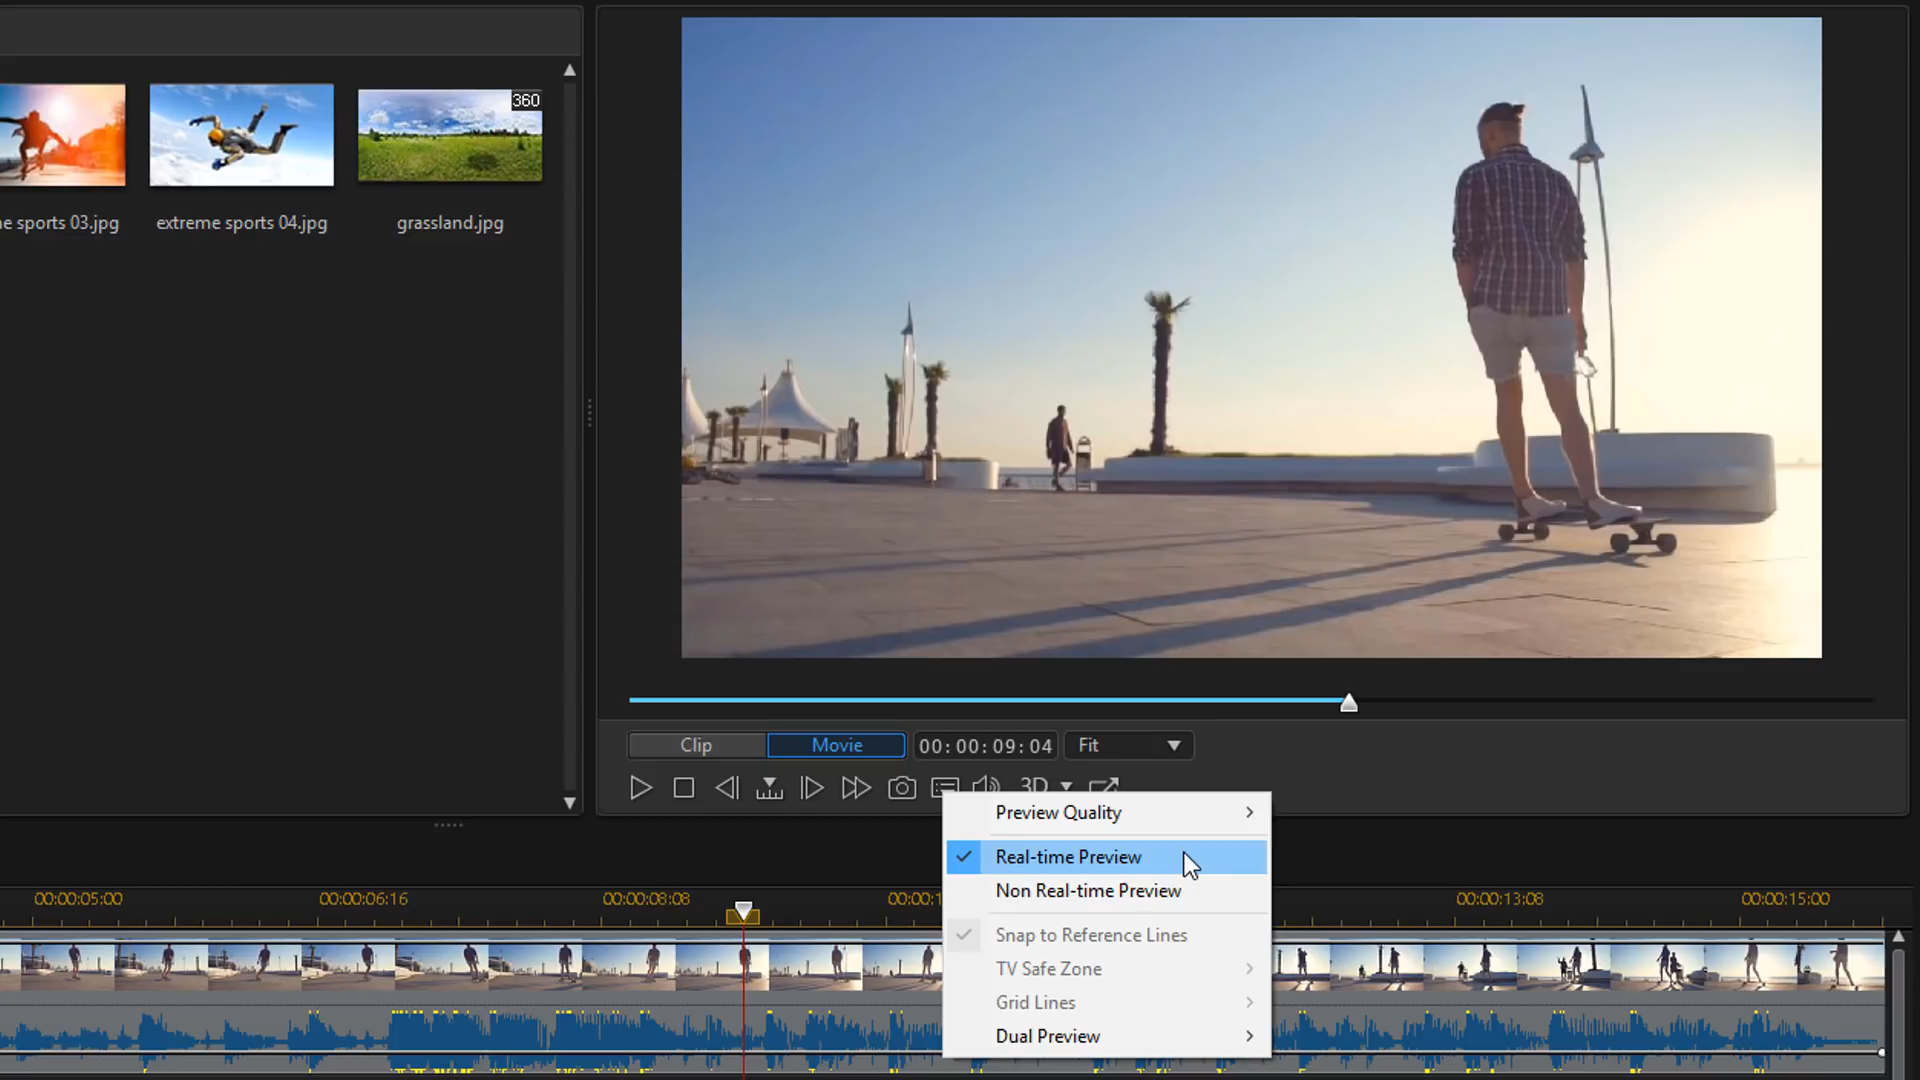 360
e sports 03.jpg
extreme sports 04.jpg
grassland.jpg
Clip
Movie
00:00:09:04
Fit
3D
Preview Quality
Real-time Preview
Non Real-time Preview
Snap to Reference Lines
TV Safe Zone
Grid Lines
Dual Preview
00:00:05:00
00:00:06:16
00:00:08:08
00:00:1
00:00:13:08
00:00:15:00